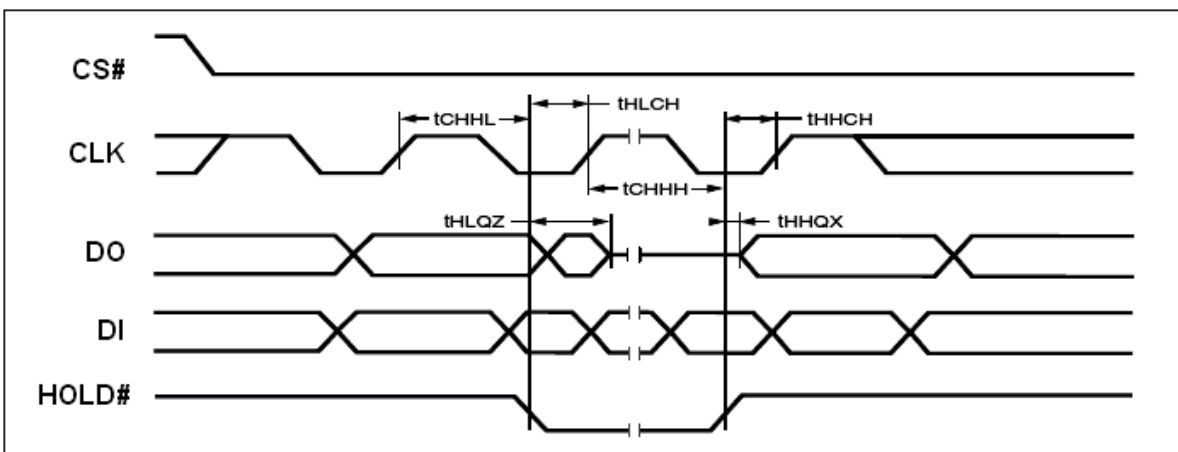 CS#
tCHHL
tHLCH
tHHCH
CLK
tCHHH
tHLQZ
tHHQX
DO
DI
HOLD#